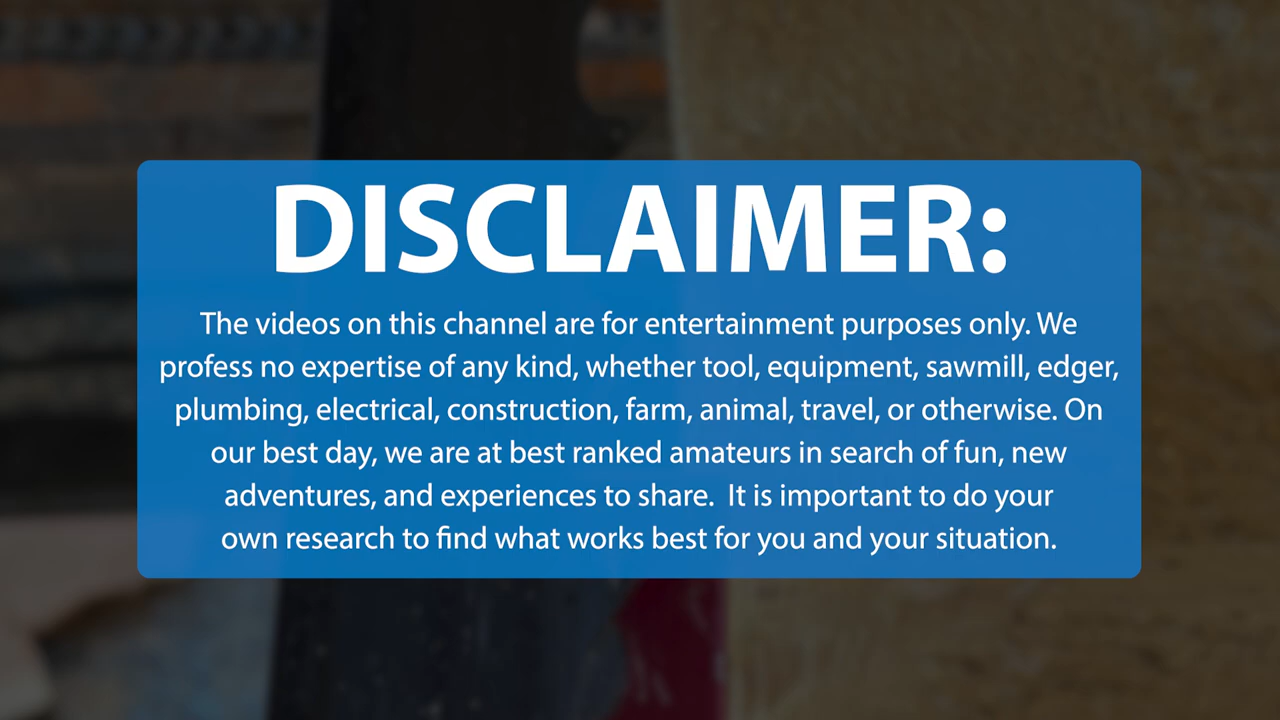 DISCLAIMER:
The videos on this channel are for entertainment purposes only. We
profess no expertise of any kind, whether tool, equipment, sawmill, edger,
plumbing, electrical, construction, farm, animal, travel, or otherwise. On
our best day, we are at best ranked amateurs in search of fun, new
adventures, and experiences to share.  It is important to do your
own research to find what works best for you and your situation.